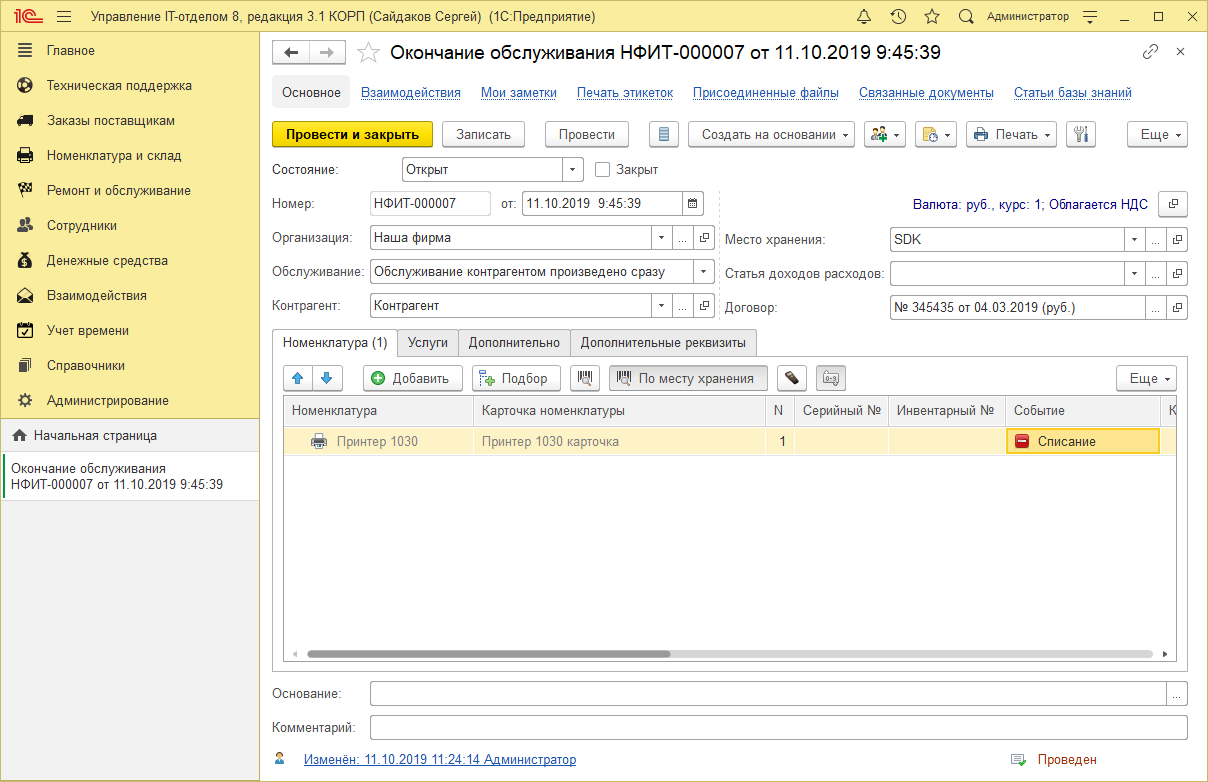 1С Управление IT-отделом 8, редакция 3.1 КОРП (Сайдаков Сергей) (1С:Предприятие) Администратор
Главное
Техническая поддержка
Заказы поставщикам
Номенклатура и склад
Ремонт и обслуживание
Сотрудники
Денежные средства
Взаимодействия
Учет времени
Справочники
Администрирование
Начальная страница
Окончание обслуживания
НФИТ-000007 от 11.10.2019 9:45:39
Окончание обслуживания НФИТ-000007 от 11.10.2019 9:45:39
Основное Взаимодействия Мои заметки Печать этикеток Присоединенные файлы Связанные документы Статьи базы знаний
Провести и закрыть Записать Провести Создать на основании Печать Еще
Состояние: Открыт Закрыт
Номер: НФИТ-000007 от: 11.10.2019 9:45:39 Валюта: руб., курс: 1; Облагается НДС
Организация: Наша фирма ... Место хранения: SDK ...
Обслуживание: Обслуживание контрагентом произведено сразу Статья доходов расходов: ...
Контрагент: Контрагент ... Договор: № 345435 от 04.03.2019 (руб.) ...
Номенклатура (1) Услуги Дополнительно Дополнительные реквизиты
Добавить Подбор По месту хранения Еще
Номенклатура Карточка номенклатуры N Серийный № Инвентарный № Событие К
Принтер 1030 Принтер 1030 карточка 1 Списание
Основание: ...
Комментарий:
Изменён: 11.10.2019 11:24:14 Администратор Проведен